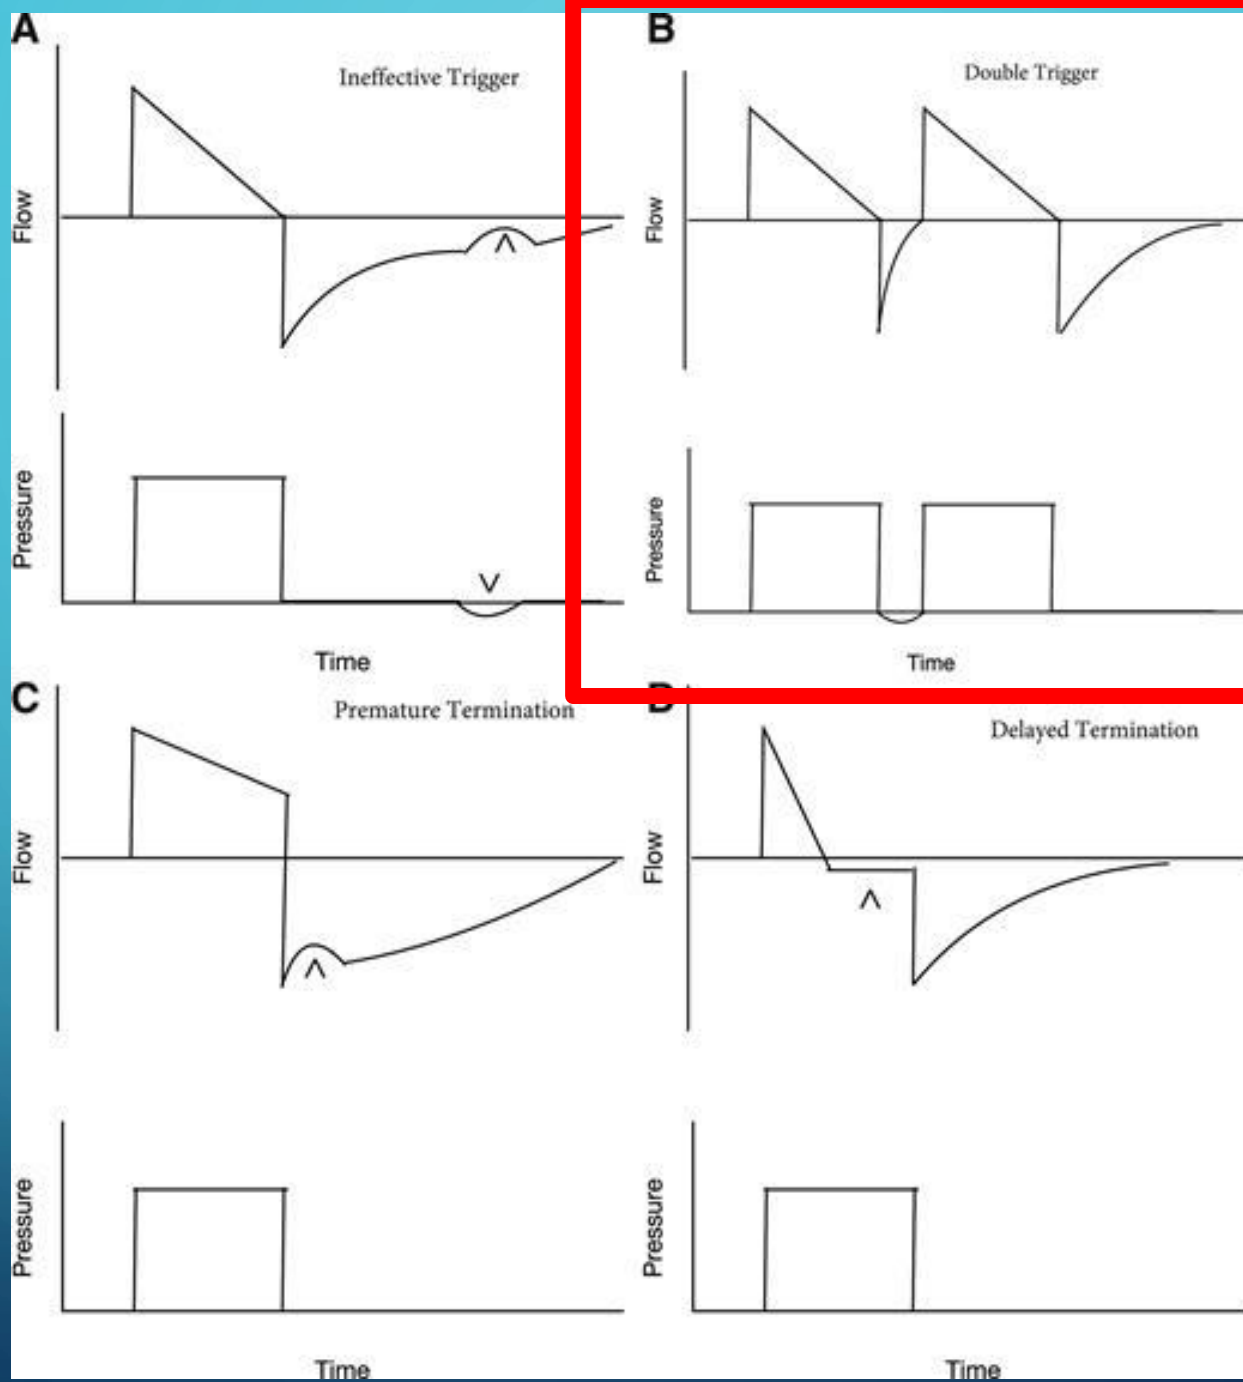 A
Ineffective Trigger
Flow
Pressure
Time
B
Double Trigger
Flow
Pressure
Time
C
Premature Termination
Flow
Pressure
Time
D
Delayed Termination
Flow
Pressure
Time